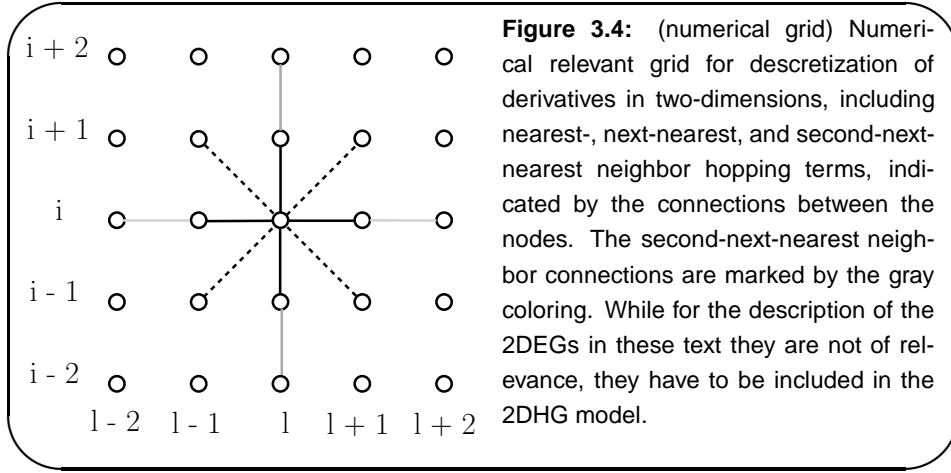 i + 2
i + 1
i
i - 1
i - 2
l - 2 l - 1 l l + 1 l + 2
Figure 3.4: (numerical grid) Numeri-
cal relevant grid for descretization of
derivatives in two-dimensions, including
nearest-, next-nearest, and second-next-
nearest neighbor hopping terms, indi-
cated by the connections between the
nodes. The second-next-nearest neigh-
bor connections are marked by the gray
coloring. While for the description of the
2DEGs in these text they are not of rel-
evance, they have to be included in the
2DHG model.